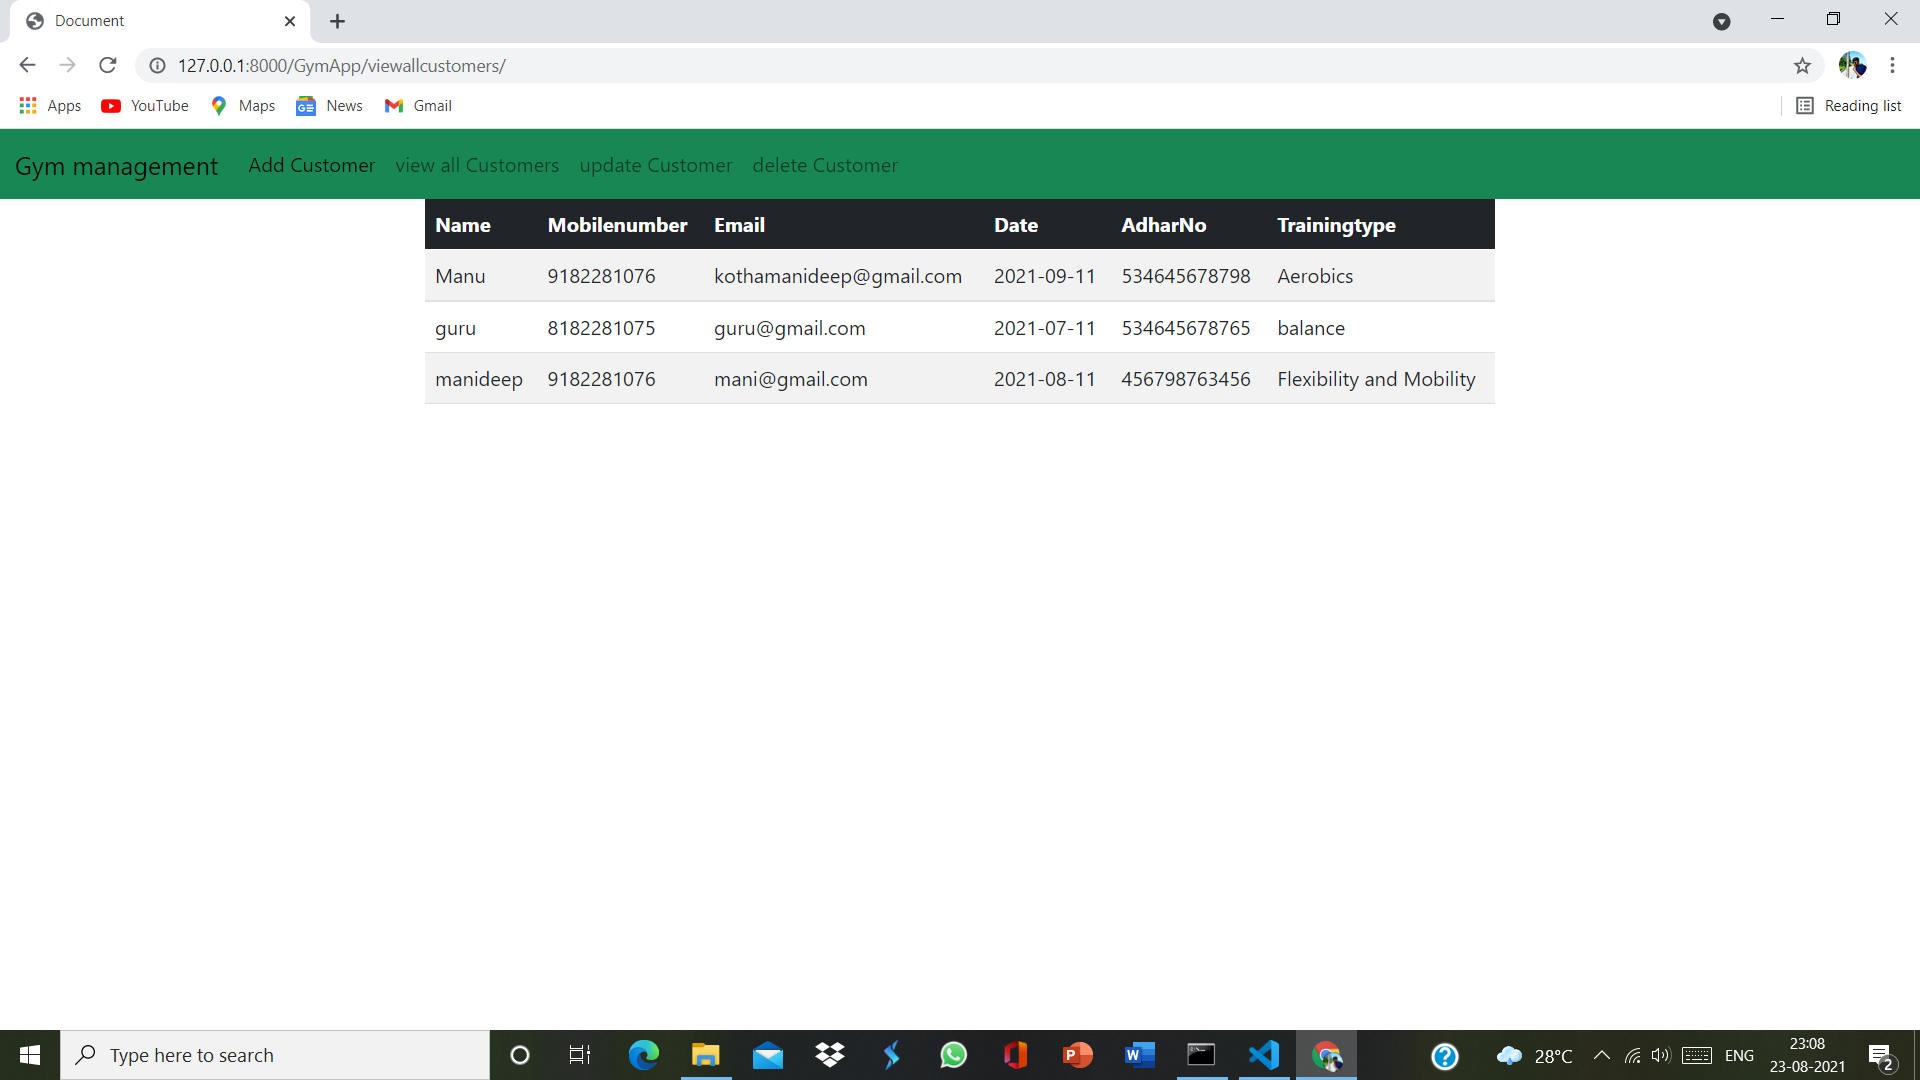 Document
127.0.0.1:8000/GymApp/viewallcustomers/
Apps YouTube Maps News Gmail Reading list
Gym management Add Customer view all Customers update Customer delete Customer
Name Mobilenumber Email Date AdharNo Trainingtype
Manu 9182281076 kothamanideep@gmail.com 2021-09-11 534645678798 Aerobics
guru 8182281075 guru@gmail.com 2021-07-11 534645678765 balance
manideep 9182281076 mani@gmail.com 2021-08-11 456798763456 Flexibility and Mobility
Type here to search 28°C ENG 23:08
23-08-2021 2